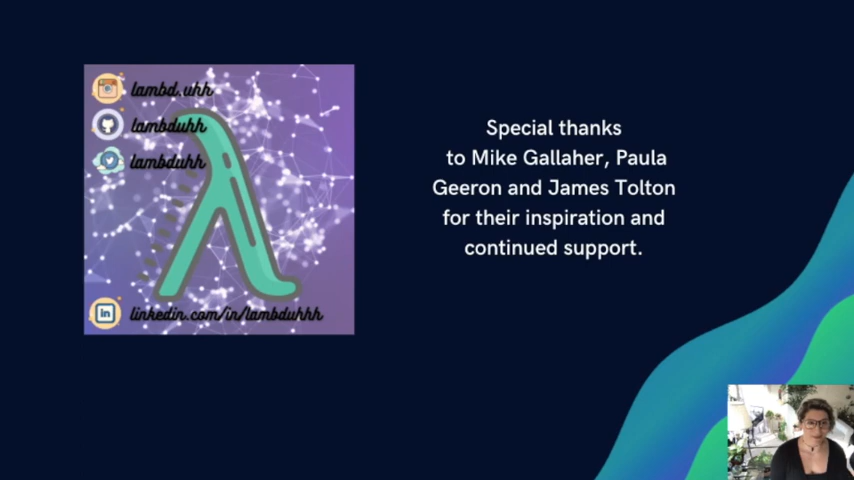 lambd.uhh
lambduhh
lambduhh
linkedin.com/in/lambduhhh
Special thanks
to Mike Gallaher, Paula
Geeron and James Tolton
for their inspiration and
continued support.